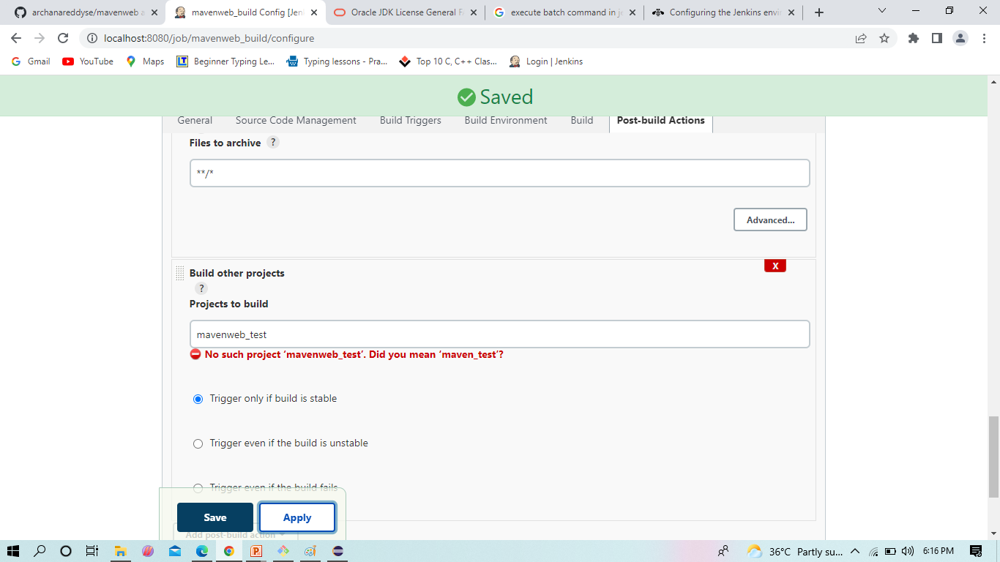 archanareddyse/mavenweb a
mavenweb_build Config [Jen
Oracle JDK License General F
execute batch command in je
Configuring the Jenkins envir
localhost:8080/job/mavenweb_build/configure
Gmail
YouTube
Maps
LT
Beginner Typing Le...
Typing lessons - Pra...
Top 10 C, C++ Clas...
Login | Jenkins
Saved
General
Source Code Management
Build Triggers
Build Environment
Build
Post-build Actions
Files to archive ?
**/*
Advanced...
X
Build other projects
?
Projects to build
mavenweb_test
No such project ‘mavenweb_test’. Did you mean ‘maven_test’?
Trigger only if build is stable
Trigger even if the build is unstable
Trigger even if the build fails
Save
Apply
Add post-build action
36°C Partly su...
6:16 PM